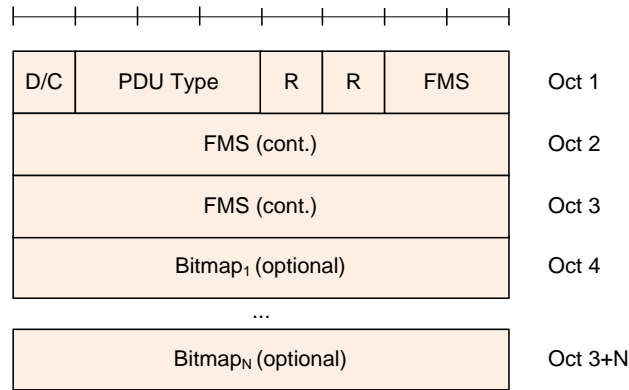 D/C PDU Type R R FMS Oct 1
FMS (cont.) Oct 2
FMS (cont.) Oct 3
Bitmap₁ (optional) Oct 4
...
Bitmapₙ (optional) Oct 3+N